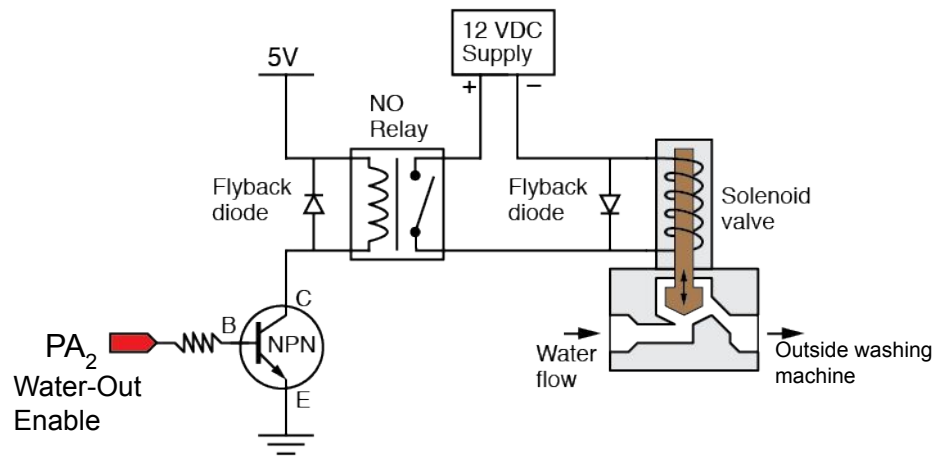 12 VDC
Supply
5V
+
−
NO
Relay
Flyback
diode
Flyback
diode
Solenoid
valve
C
B
NPN
E
PA2
Water-Out
Enable
Water
flow
Outside washing
machine